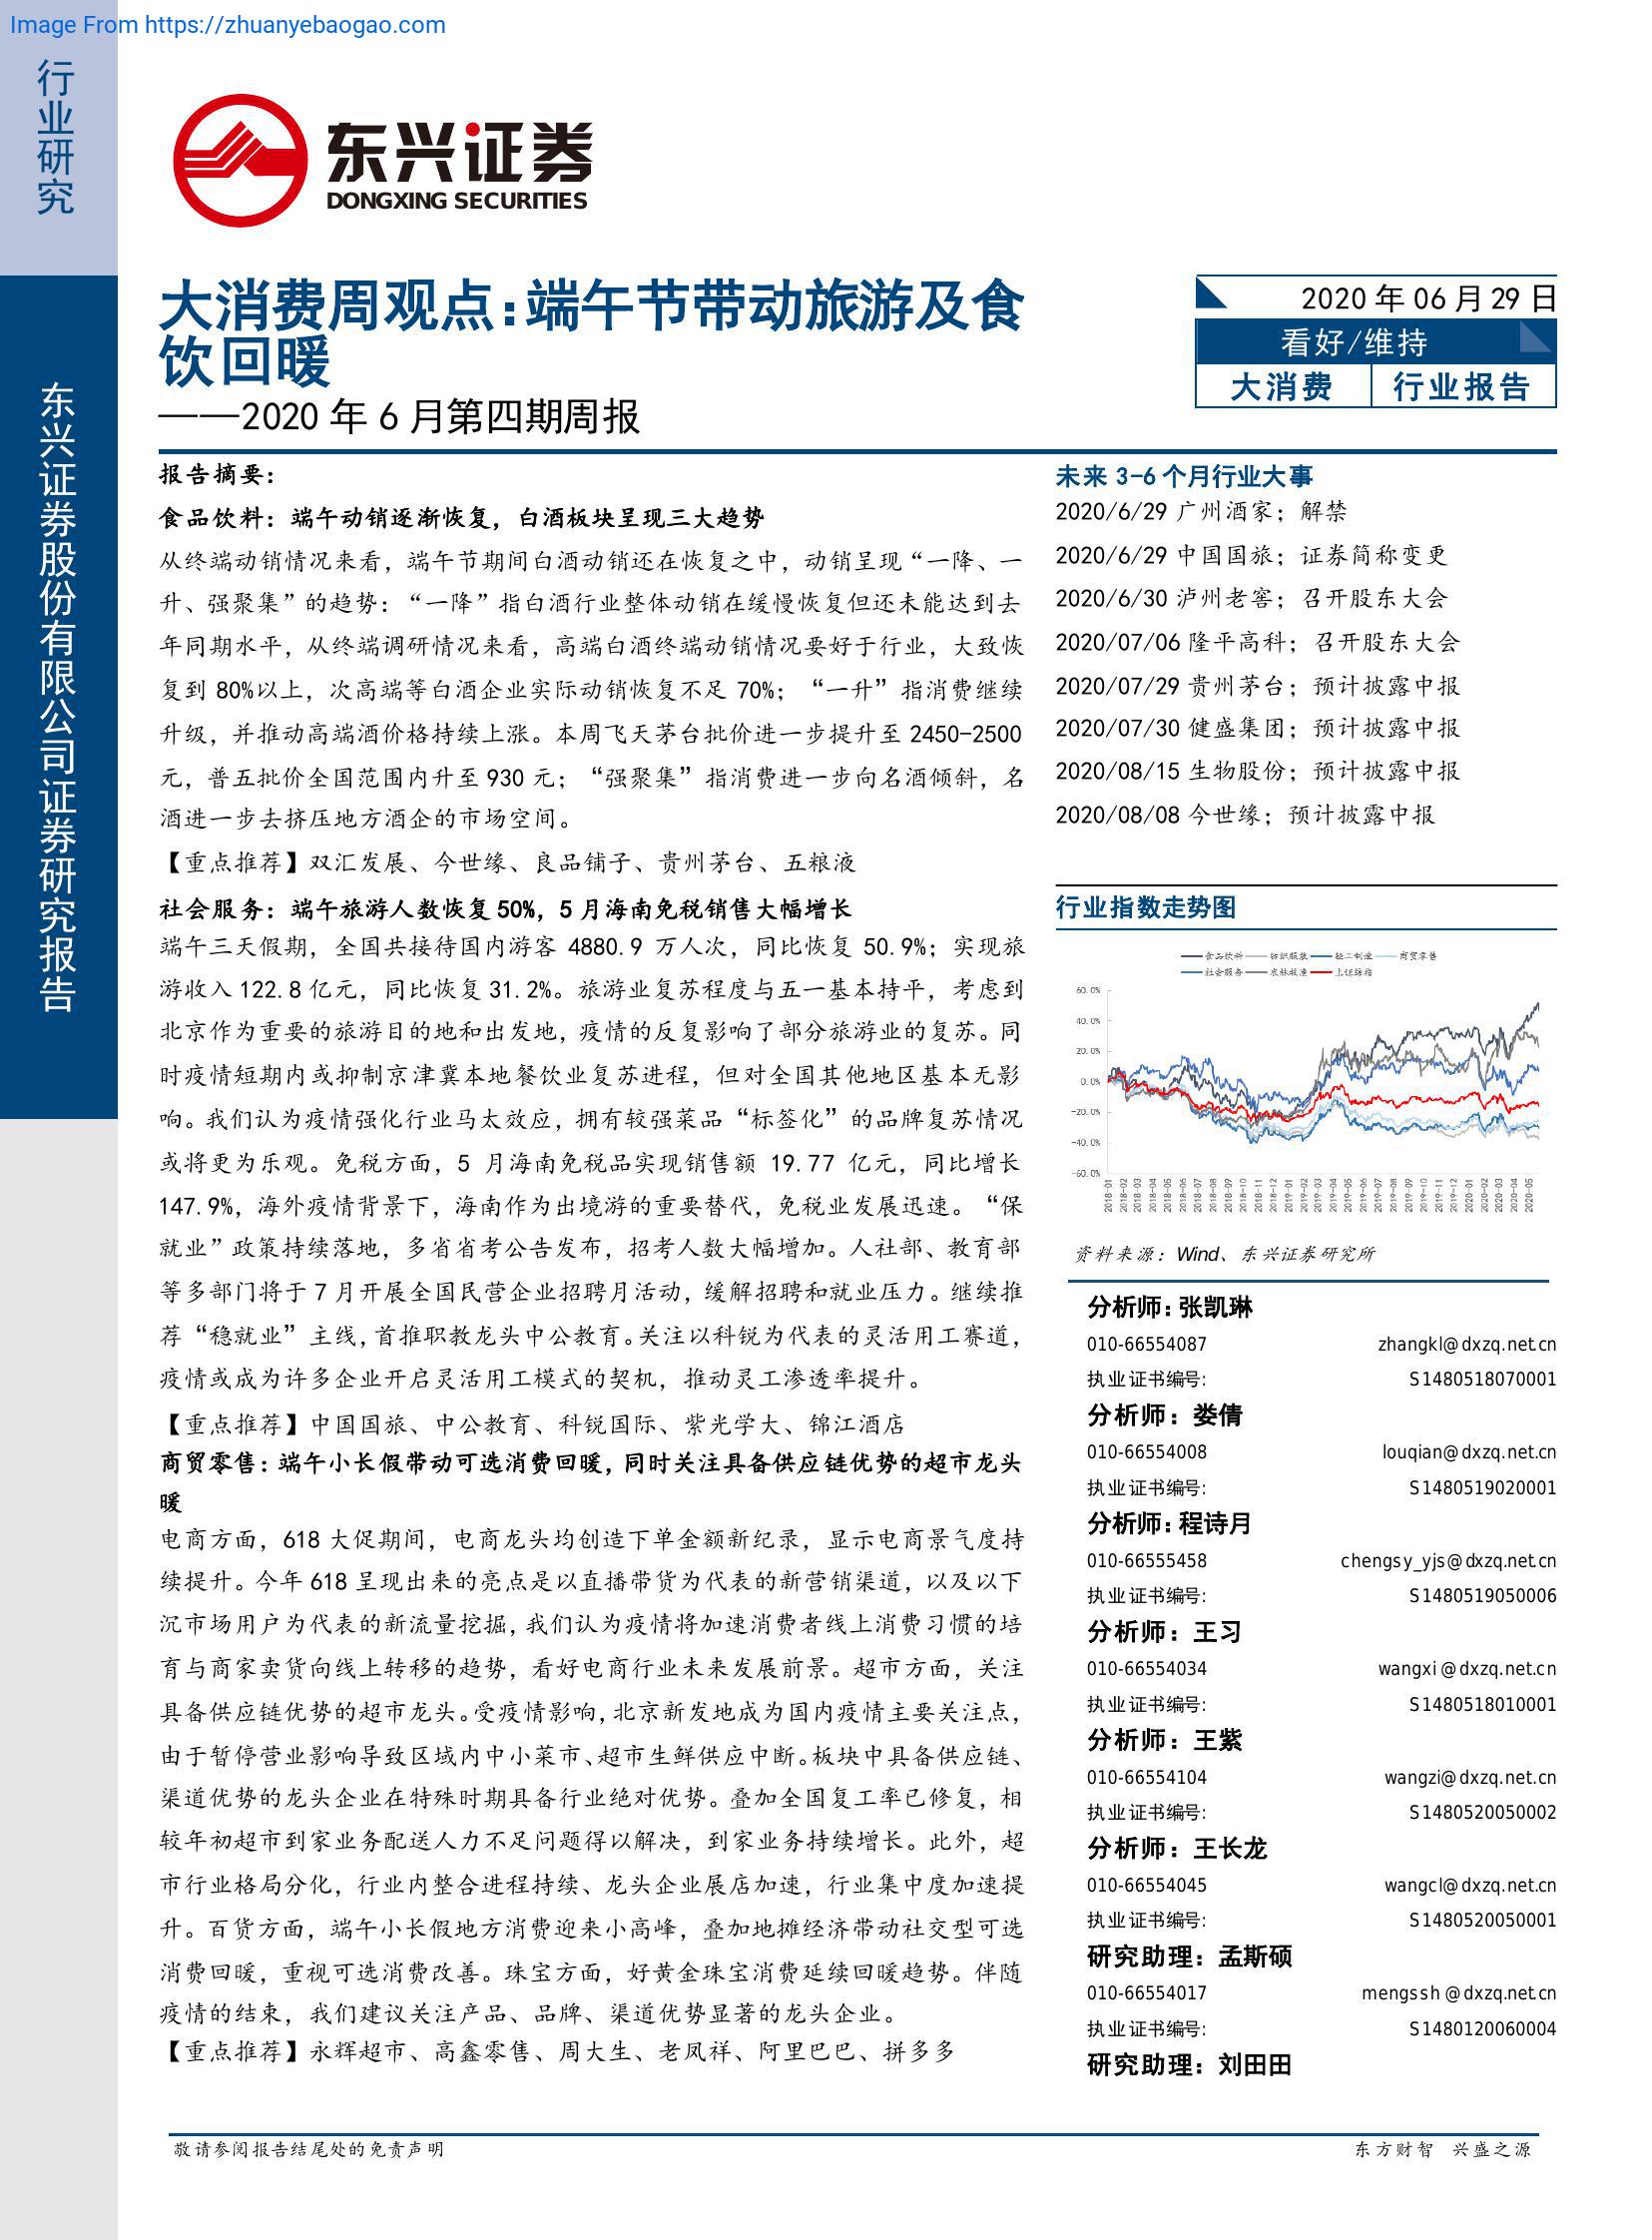 Image From https://zhuanyebaogao.com
行业研究
东兴证券股份有限公司证券研究报告
东兴证券
DONGXING SECURITIES
大消费周观点:端午节带动旅游及食
饮回暖
——2020 年 6 月第四期周报
2020 年 06 月 29 日
看好/维持
大消费 行业报告
报告摘要:
食品饮料: 端午动销逐渐恢复, 白酒板块呈现三大趋势
从终端动销情况来看, 端午节期间白酒动销还在恢复之中, 动销呈现“一降、一
升、强聚集”的趋势: “一降”指白酒行业整体动销在缓慢恢复但还未能达到去
年同期水平, 从终端调研情况来看, 高端白酒终端动销情况要好于行业, 大致恢
复到 80%以上, 次高端等白酒企业实际动销恢复不足 70%; “一升”指消费继续
升级, 并推动高端酒价格持续上涨。本周飞天茅台批价进一步提升至 2450-2500
元, 普五批价全国范围内升至 930 元; “强聚集”指消费进一步向名酒倾斜, 名
酒进一步去挤压地方酒企的市场空间。
【重点推荐】双汇发展、今世缘、良品铺子、贵州茅台、五粮液
社会服务: 端午旅游人数恢复 50%, 5 月海南免税销售大幅增长
端午三天假期, 全国共接待国内游客 4880.9 万人次, 同比恢复 50.9%; 实现旅
游收入 122.8 亿元, 同比恢复 31.2%。旅游业复苏程度与五一基本持平, 考虑到
北京作为重要的旅游目的地和出发地, 疫情的反复影响了部分旅游业的复苏。同
时疫情短期内或抑制京津冀本地餐饮业复苏进程, 但对全国其他地区基本无影
响。我们认为疫情强化行业马太效应, 拥有较强菜品“标签化”的品牌复苏情况
或将更为乐观。免税方面, 5 月海南免税品实现销售额 19.77 亿元, 同比增长
147.9%, 海外疫情背景下, 海南作为出境游的重要替代, 免税业发展迅速。“保
就业”政策持续落地, 多省省考公告发布, 招考人数大幅增加。人社部、教育部
等多部门将于 7 月开展全国民营企业招聘月活动, 缓解招聘和就业压力。继续推
荐“稳就业”主线, 首推职教龙头中公教育。关注以科锐为代表的灵活用工赛道,
疫情或成为许多企业开启灵活用工模式的契机, 推动灵工渗透率提升。
【重点推荐】中国国旅、中公教育、科锐国际、紫光学大、锦江酒店
商贸零售: 端午小长假带动可选消费回暖, 同时关注具备供应链优势的超市龙头
暖
电商方面, 618 大促期间, 电商龙头均创造下单金额新纪录, 显示电商景气度持
续提升。今年 618 呈现出来的亮点是以直播带货为代表的新营销渠道, 以及以下
沉市场用户为代表的新流量挖掘, 我们认为疫情将加速消费者线上消费习惯的培
育与商家卖货向线上转移的趋势, 看好电商行业未来发展前景。超市方面, 关注
具备供应链优势的超市龙头。受疫情影响, 北京新发地成为国内疫情主要关注点,
由于暂停营业影响导致区域内中小菜市、超市生鲜供应中断。板块中具备供应链、
渠道优势的龙头企业在特殊时期具备行业绝对优势。叠加全国复工率已修复, 相
较年初超市到家业务配送人力不足问题得以解决, 到家业务持续增长。此外, 超
市行业格局分化, 行业内整合进程持续、龙头企业展店加速, 行业集中度加速提
升。百货方面, 端午小长假地方消费迎来小高峰, 叠加地摊经济带动社交型可选
消费回暖, 重视可选消费改善。珠宝方面, 好黄金珠宝消费延续回暖趋势。伴随
疫情的结束, 我们建议关注产品、品牌、渠道优势显著的龙头企业。
【重点推荐】永辉超市、高鑫零售、周大生、老凤祥、阿里巴巴、拼多多
未来 3-6 个月行业大事
2020/6/29 广州酒家; 解禁
2020/6/29 中国国旅; 证券简称变更
2020/6/30 泸州老窖; 召开股东大会
2020/07/06 隆平高科; 召开股东大会
2020/07/29 贵州茅台; 预计披露中报
2020/07/30 健盛集团; 预计披露中报
2020/08/15 生物股份; 预计披露中报
2020/08/08 今世缘; 预计披露中报
行业指数走势图
食品饮料 纺织服装 轻工制造 商贸零售
社会服务 农林牧渔 上证综指
60.0%
40.0%
20.0%
0.0%
-20.0%
-40.0%
-60.0%
2018-01 2018-02 2018-03 2018-04 2018-05 2018-06 2018-07 2018-08 2018-09 2018-10 2018-11 2018-12 2019-01 2019-02 2019-03 2019-04 2019-05 2019-06 2019-07 2019-08 2019-09 2019-10 2019-11 2019-12 2020-01 2020-02 2020-03 2020-04 2020-05
资料来源: Wind、东兴证券研究所
分析师: 张凯琳
010-66554087 zhangkl@dxzq.net.cn
执业证书编号: S1480518070001
分析师: 娄倩
010-66554008 louqian@dxzq.net.cn
执业证书编号: S1480519020001
分析师: 程诗月
010-66555458 chengsy_yjs@dxzq.net.cn
执业证书编号: S1480519050006
分析师: 王习
010-66554034 wangxi@dxzq.net.cn
执业证书编号: S1480518010001
分析师: 王紫
010-66554104 wangzi@dxzq.net.cn
执业证书编号: S1480520050002
分析师: 王长龙
010-66554045 wangcl@dxzq.net.cn
执业证书编号: S1480520050001
研究助理: 孟斯硕
010-66554017 mengssh@dxzq.net.cn
执业证书编号: S1480120060004
研究助理: 刘田田
敬请参阅报告结尾处的免责声明
东方财智 兴盛之源